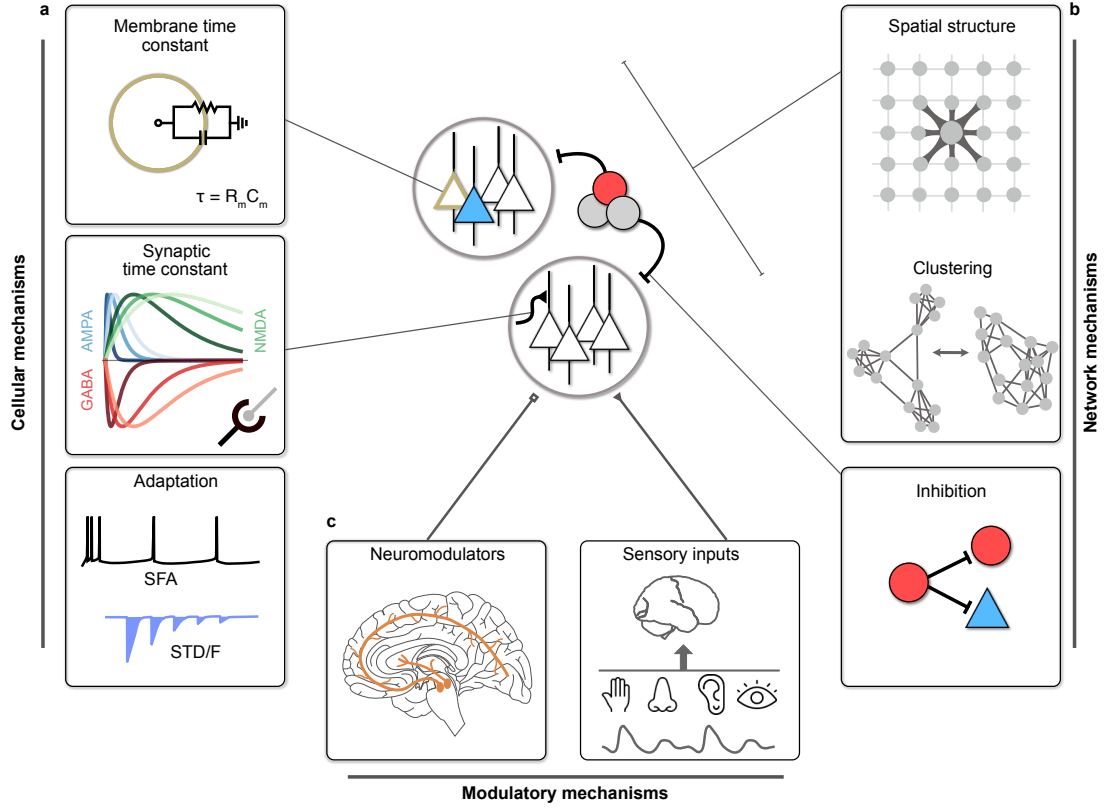 a
Membrane time
constant
τ = RmCm
Synaptic
time constant
AMPA
GABA
NMDA
Adaptation
SFA
STD/F
Cellular mechanisms
b
Spatial structure
Clustering
Inhibition
Network mechanisms
c
Neuromodulators
Sensory inputs
Modulatory mechanisms